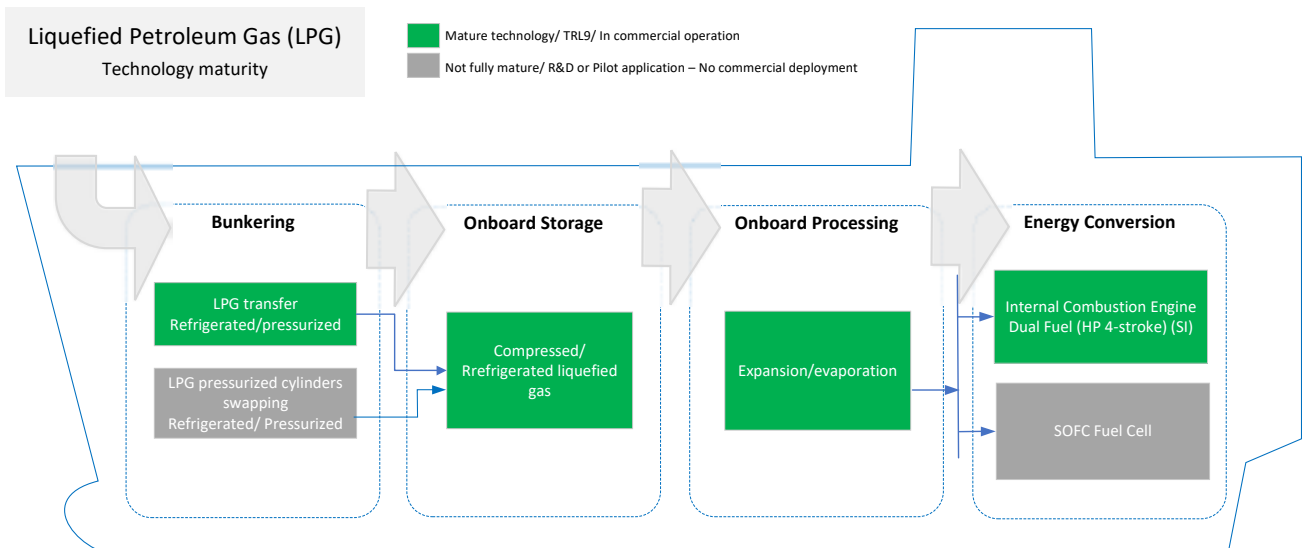 Liquefied Petroleum Gas (LPG)
Technology maturity
Mature technology/ TRL9/ In commercial operation
Not fully mature/ R&D or Pilot application – No commercial deployment
Bunkering
LPG transfer
Refrigerated/pressurized
LPG pressurized cylinders
swapping
Refrigerated/ Pressurized
Onboard Storage
Compressed/
Rrefrigerated liquefied
gas
Onboard Processing
Expansion/evaporation
Energy Conversion
Internal Combustion Engine
Dual Fuel (HP 4-stroke) (SI)
SOFC Fuel Cell